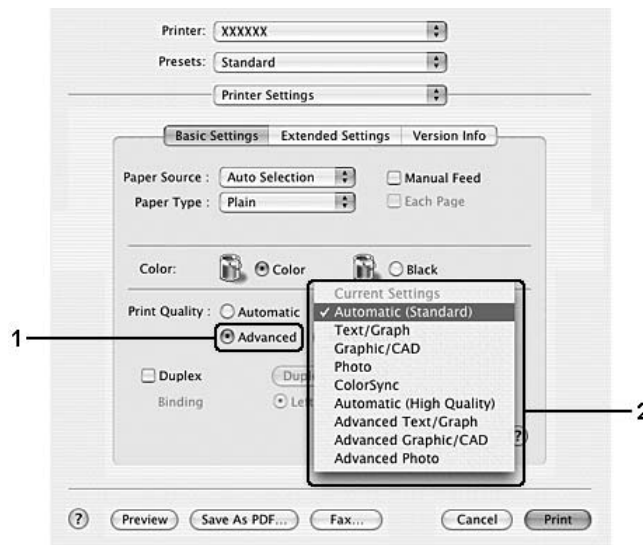 Printer: XXXXXX
Presets: Standard
Printer Settings
Basic Settings Extended Settings Version Info
Paper Source : Auto Selection Manual Feed
Paper Type : Plain Each Page
Color: Color Black
Current Settings
Print Quality : Automatic ✓ Automatic (Standard)
1 Advanced Text/Graph
Graphic/CAD
Photo
Duplex Dup ColorSync
Binding Le Automatic (High Quality)
Advanced Text/Graph 2
Advanced Graphic/CAD ?
Advanced Photo
? Preview Save As PDF... Fax... Cancel Print